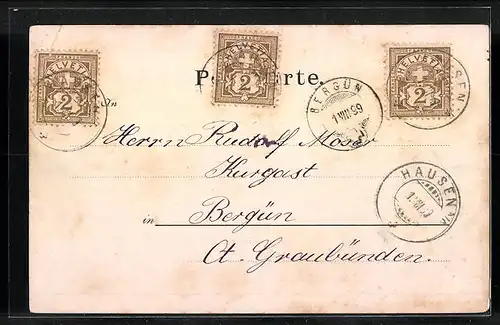 HELVETIA
2
HELVETIA
2
HELVETIA
2
Postkarte.
BERGÜN
1.VIII.99
An
Herrn Rudolf Moser
Kurgast
HAUSEN
in Bergün
Ct. Graubünden.